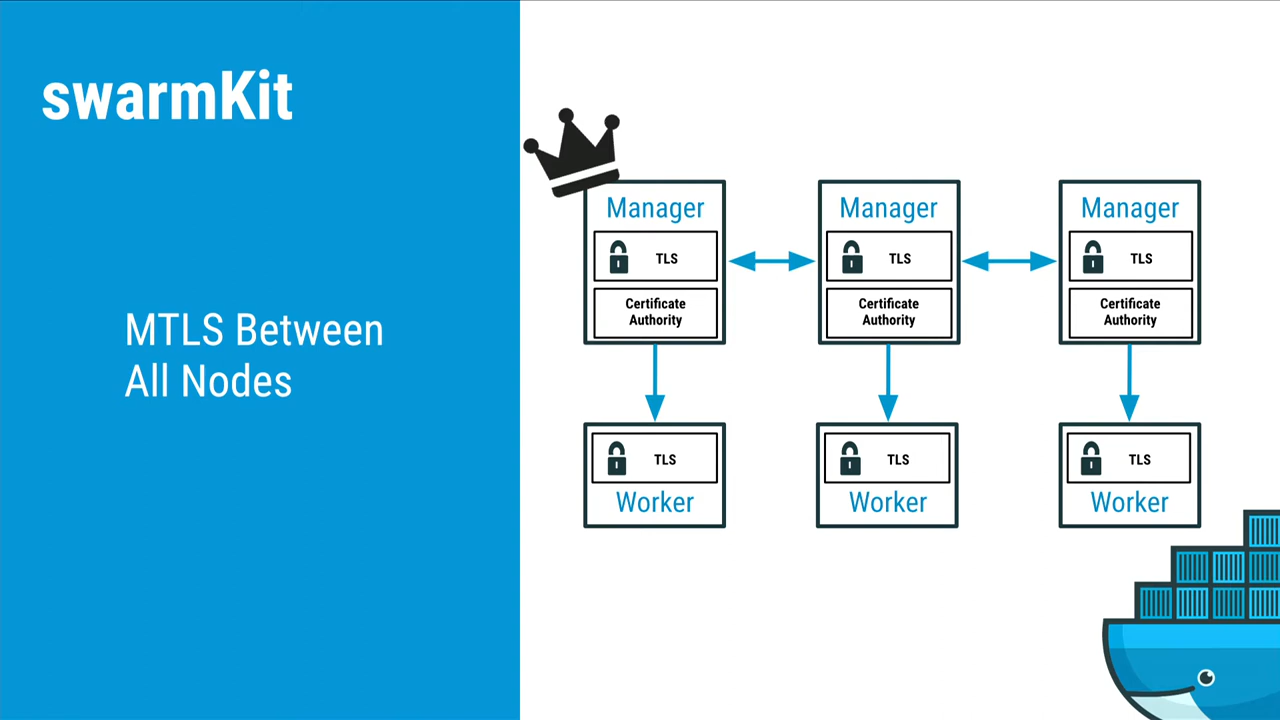 swarmKit
MTLS Between
All Nodes
Manager
TLS
Certificate
Authority
Manager
TLS
Certificate
Authority
Manager
TLS
Certificate
Authority
TLS
Worker
TLS
Worker
TLS
Worker